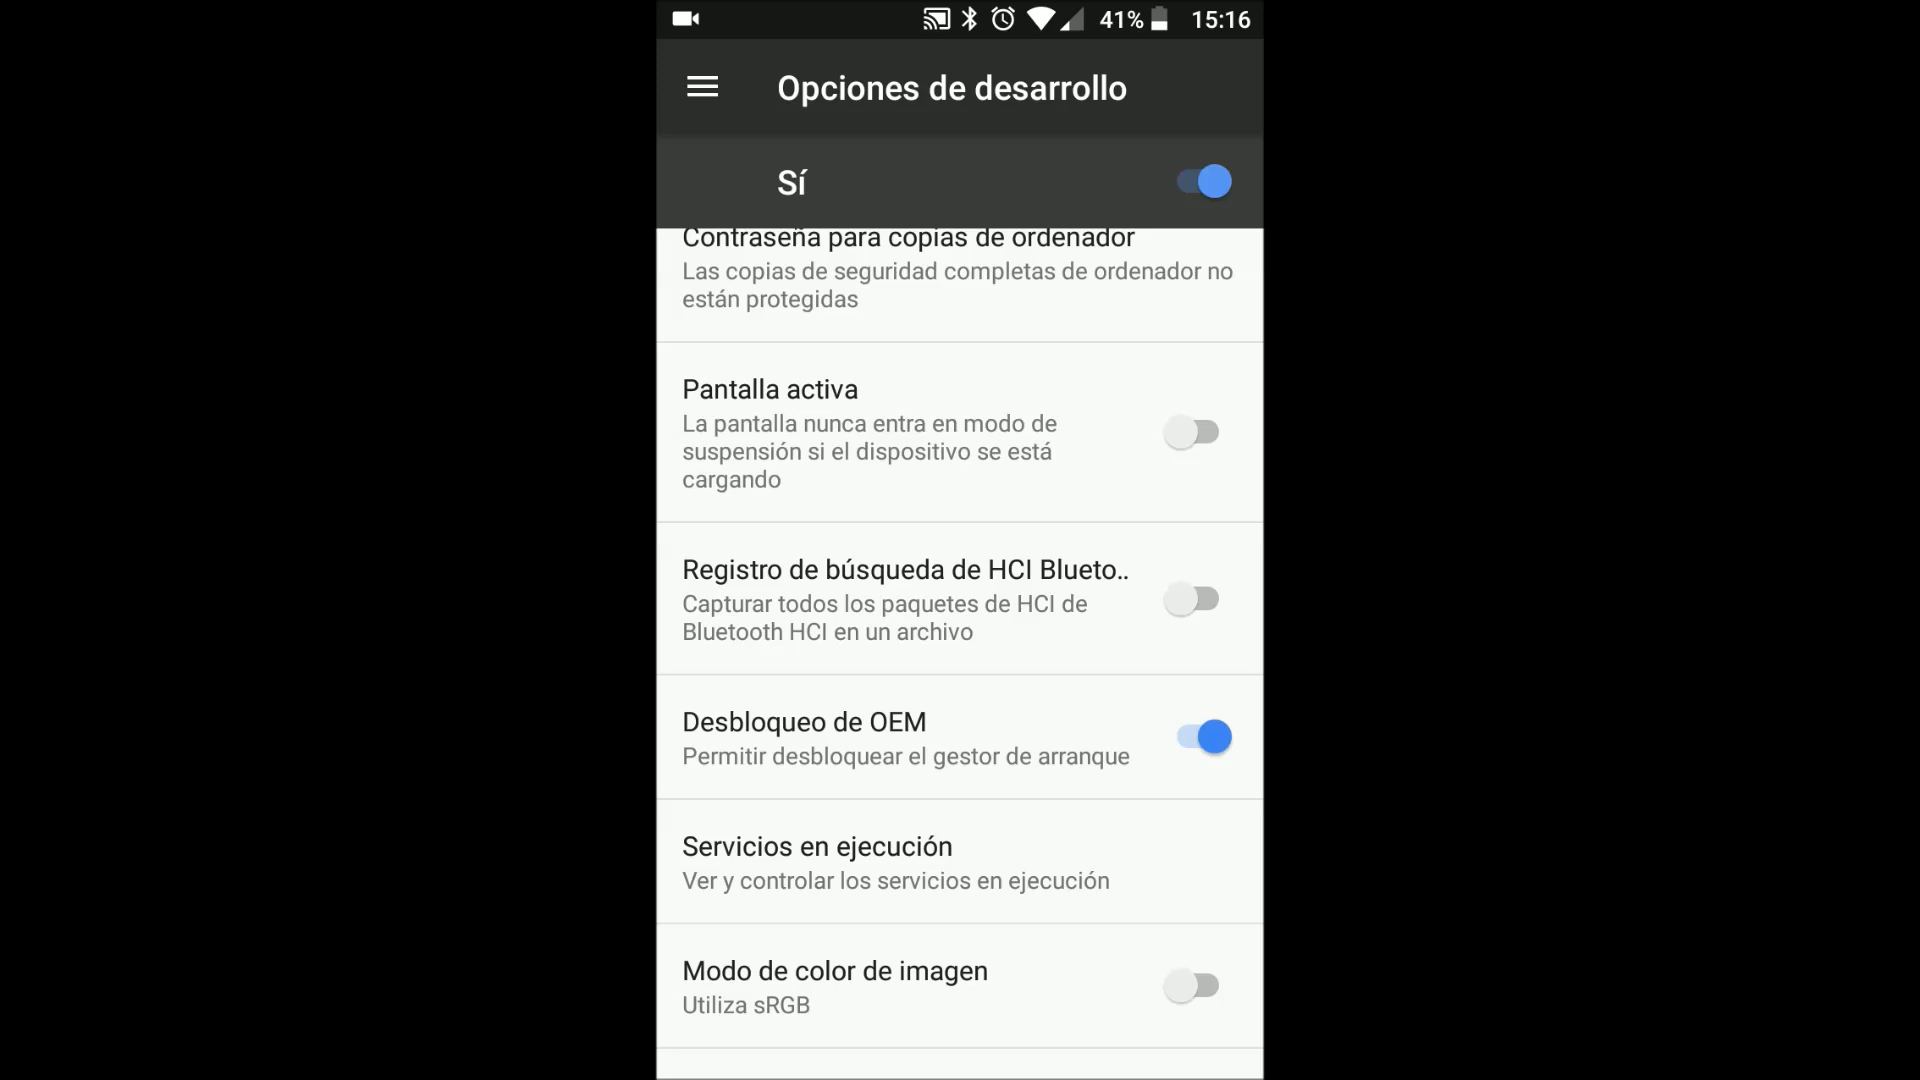 41% 15:16
Opciones de desarrollo
Sí
Contraseña para copias de ordenador
Las copias de seguridad completas de ordenador no
están protegidas
Pantalla activa
La pantalla nunca entra en modo de
suspensión si el dispositivo se está
cargando
Registro de búsqueda de HCI Blueto..
Capturar todos los paquetes de HCI de
Bluetooth HCI en un archivo
Desbloqueo de OEM
Permitir desbloquear el gestor de arranque
Servicios en ejecución
Ver y controlar los servicios en ejecución
Modo de color de imagen
Utiliza sRGB